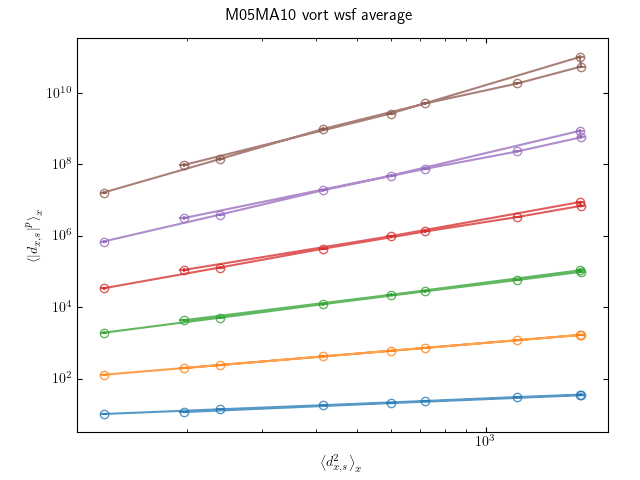 M05MA10 vort wsf average
10^{10}
10^{8}
10^{6}
10^{4}
10^{2}
⟨|d_{x,s}|^p⟩_x
10^{3}
⟨d_{x,s}^2⟩_x